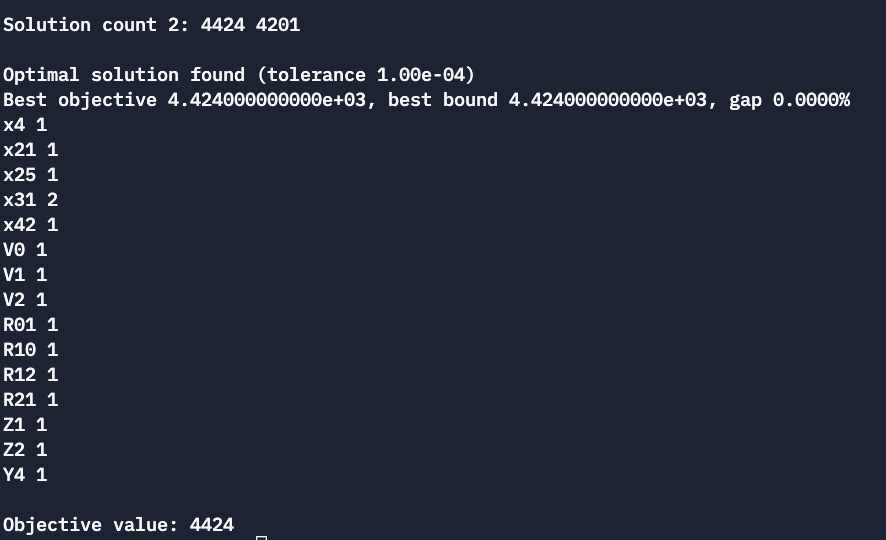 Solution count 2: 4424 4201
Optimal solution found (tolerance 1.00e-04)
Best objective 4.424000000000e+03, best bound 4.424000000000e+03, gap 0.0000%
x4 1
x21 1
x25 1
x31 2
x42 1
V0 1
V1 1
V2 1
R01 1
R10 1
R12 1
R21 1
Z1 1
Z2 1
Y4 1
Objective value: 4424